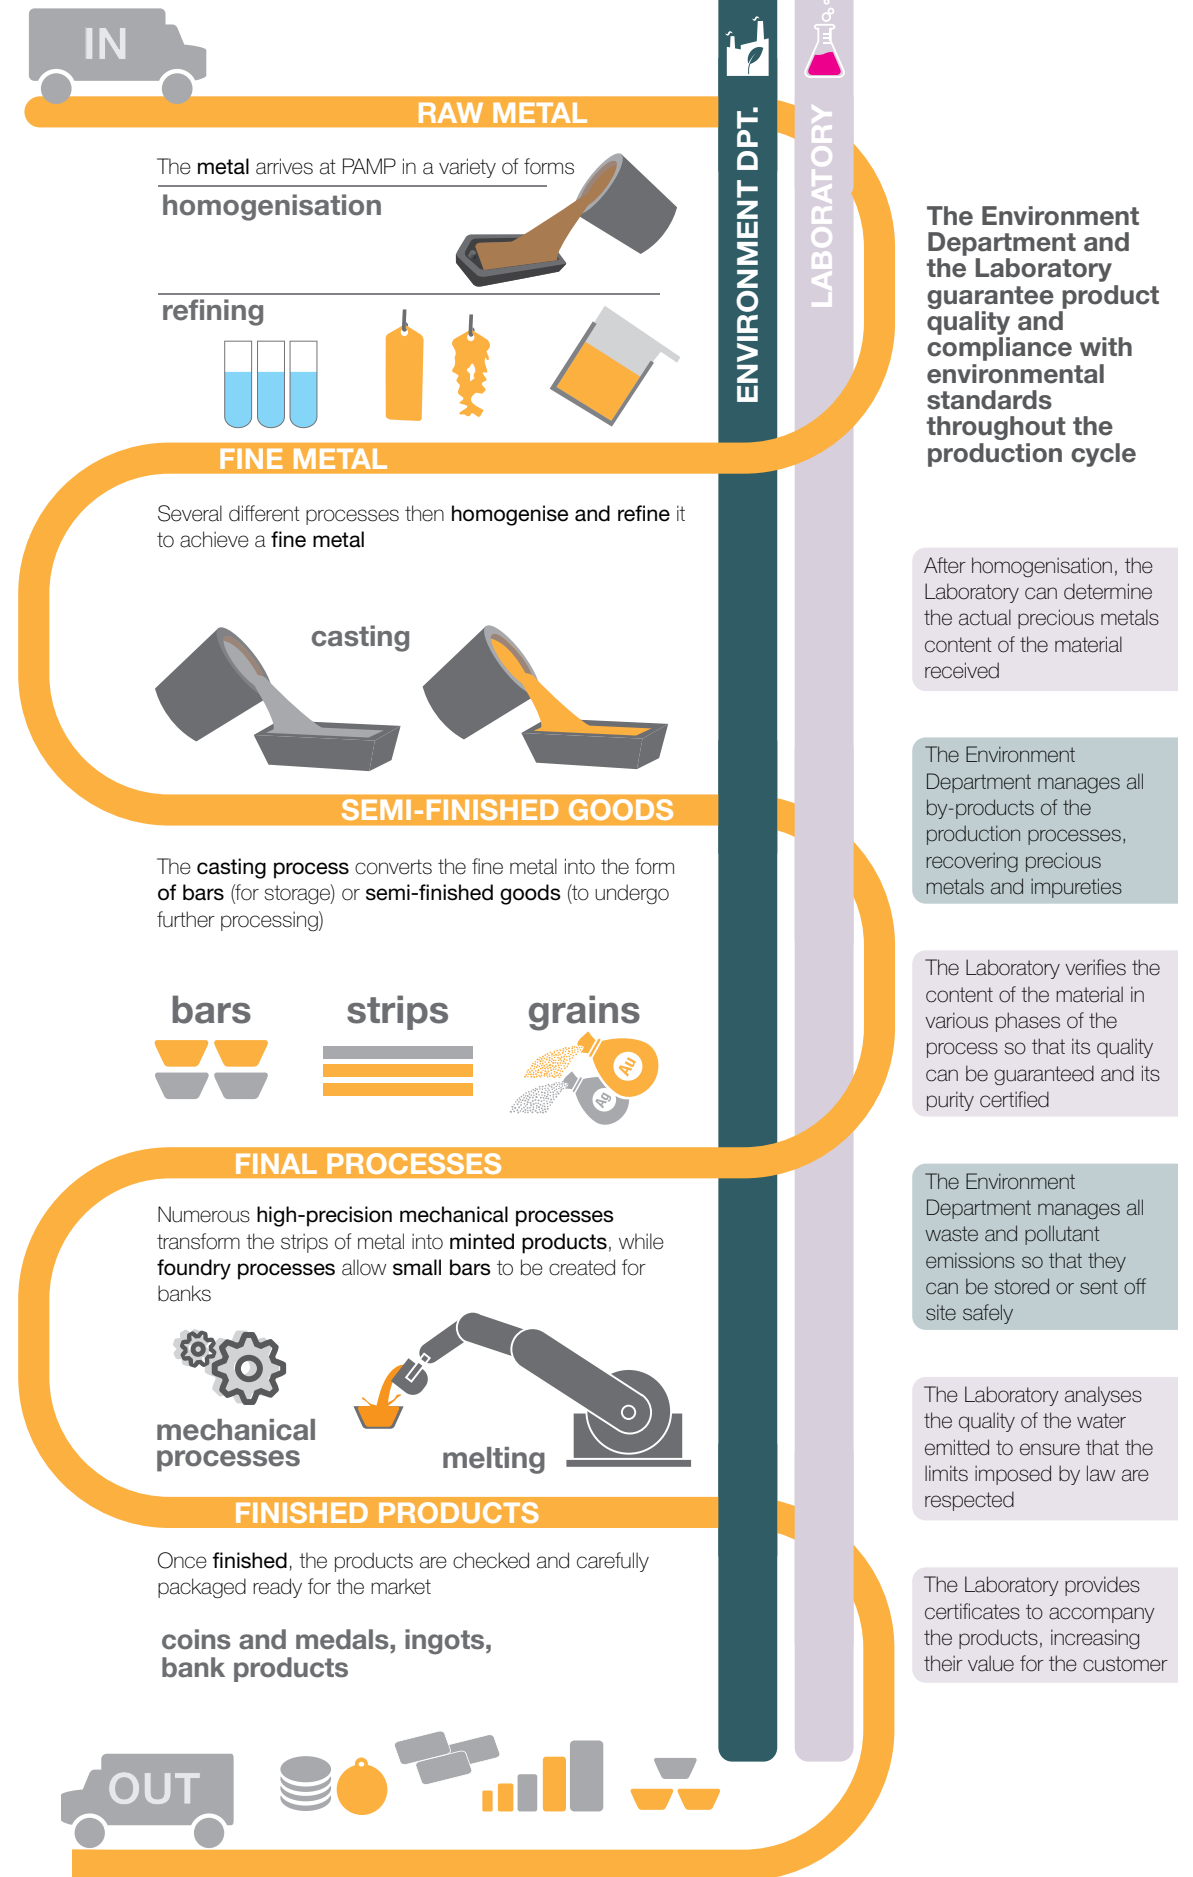 IN
RAW METAL
The metal arrives at PAMP in a variety of forms
homogenisation
refining
ENVIRONMENT DPT.
LABORATORY
The Environment
Department and
the Laboratory
guarantee product
quality and
compliance with
environmental
standards
throughout the
production cycle
FINE METAL
Several different processes then homogenise and refine it
to achieve a fine metal
casting
After homogenisation, the
Laboratory can determine
the actual precious metals
content of the material
received
The Environment
Department manages all
by-products of the
production processes,
recovering precious
metals and impureties
SEMI-FINISHED GOODS
The casting process converts the fine metal into the form
of bars (for storage) or semi-finished goods (to undergo
further processing)
bars
strips
grains
Au
Ag
The Laboratory verifies the
content of the material in
various phases of the
process so that its quality
can be guaranteed and its
purity certified
FINAL PROCESSES
Numerous high-precision mechanical processes
transform the strips of metal into minted products, while
foundry processes allow small bars to be created for
banks
mechanical
processes
melting
The Environment
Department manages all
waste and pollutant
emissions so that they
can be stored or sent off
site safely
The Laboratory analyses
the quality of the water
emitted to ensure that the
limits imposed by law are
respected
FINISHED PRODUCTS
Once finished, the products are checked and carefully
packaged ready for the market
coins and medals, ingots,
bank products
The Laboratory provides
certificates to accompany
the products, increasing
their value for the customer
OUT